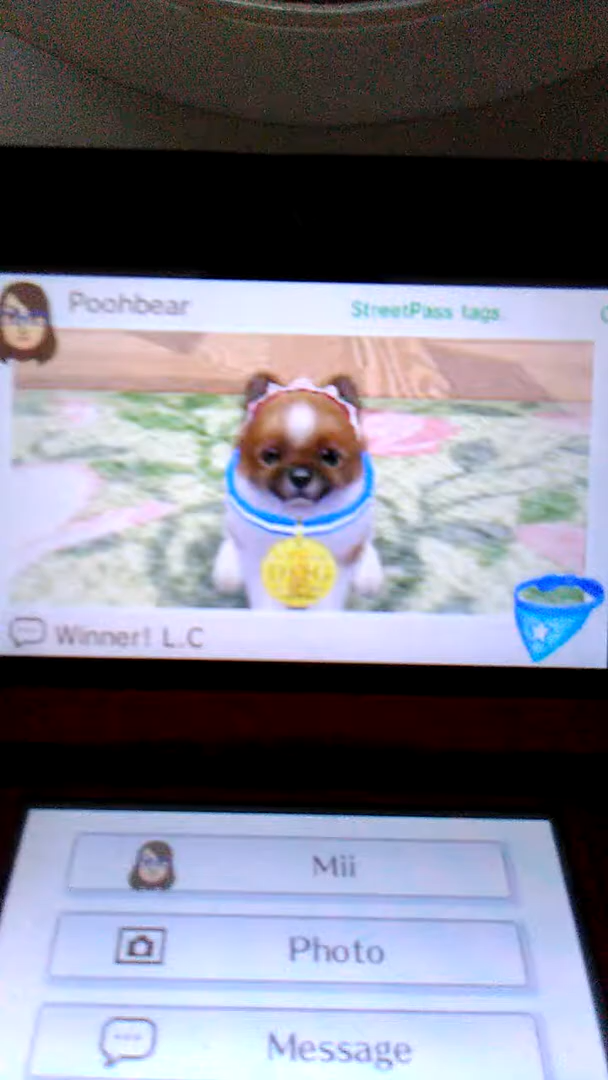 Poohbear
StreetPass tags
Winner! L.C
Mii
Photo
Message